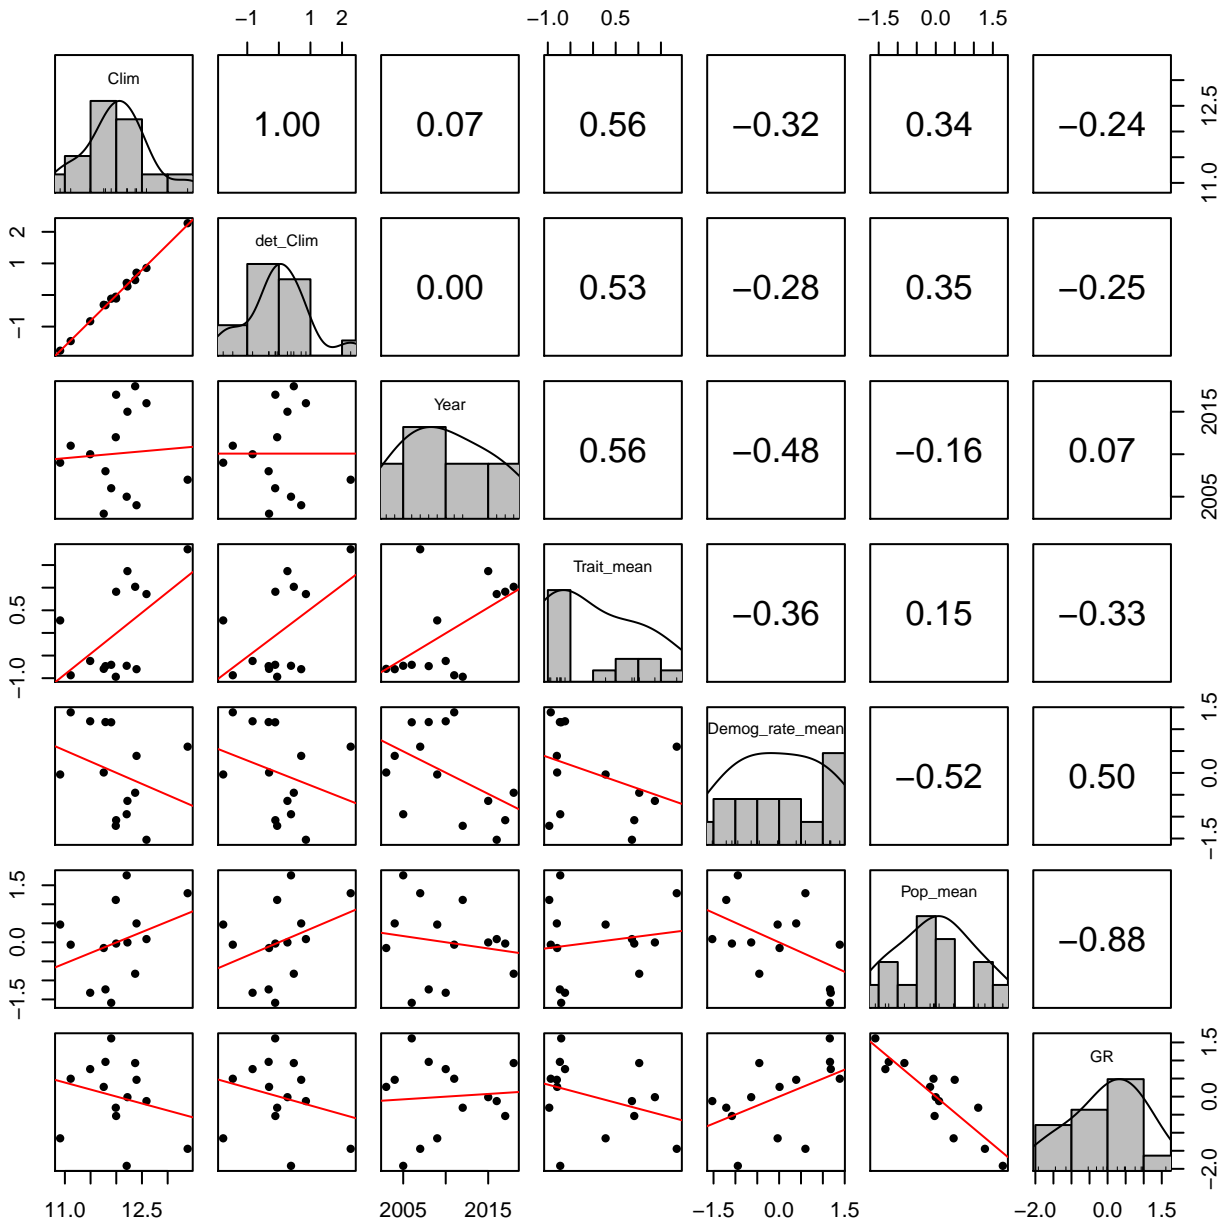 −1 1 2 −1.0 0.5 −1.5 0.0 1.5
Clim 1.00 0.07 0.56 −0.32 0.34 −0.24 11.0 12.5
−1 1 2 det_Clim 0.00 0.53 −0.28 0.35 −0.25
Year 0.56 −0.48 −0.16 0.07 2005 2015
−1.0 0.5 Trait_mean −0.36 0.15 −0.33
Demog_rate_mean −0.52 0.50 −1.5 0.0 1.5
−1.5 0.0 1.5 Pop_mean −0.88
GR −2.0 0.0 1.5
11.0 12.5 2005 2015 −1.5 0.0 1.5 −2.0 0.0 1.5